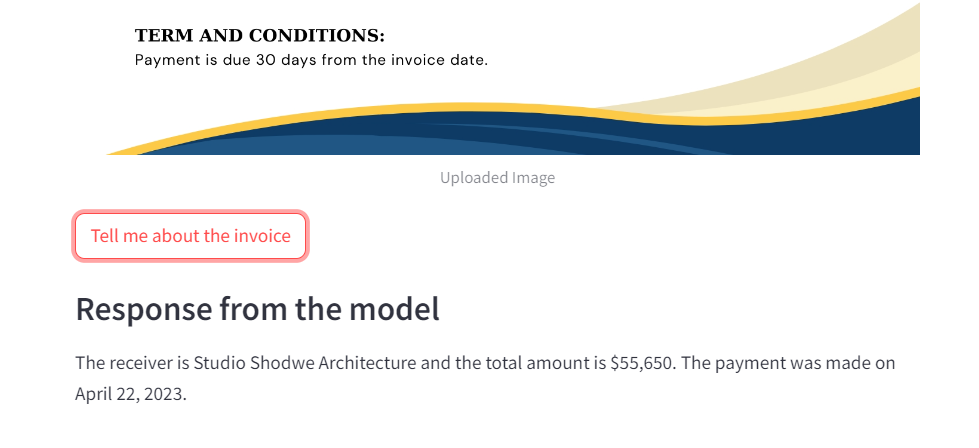 TERM AND CONDITIONS:
Payment is due 30 days from the invoice date.
Uploaded Image
Tell me about the invoice
Response from the model
The receiver is Studio Shodwe Architecture and the total amount is $55,650. The payment was made on
April 22, 2023.